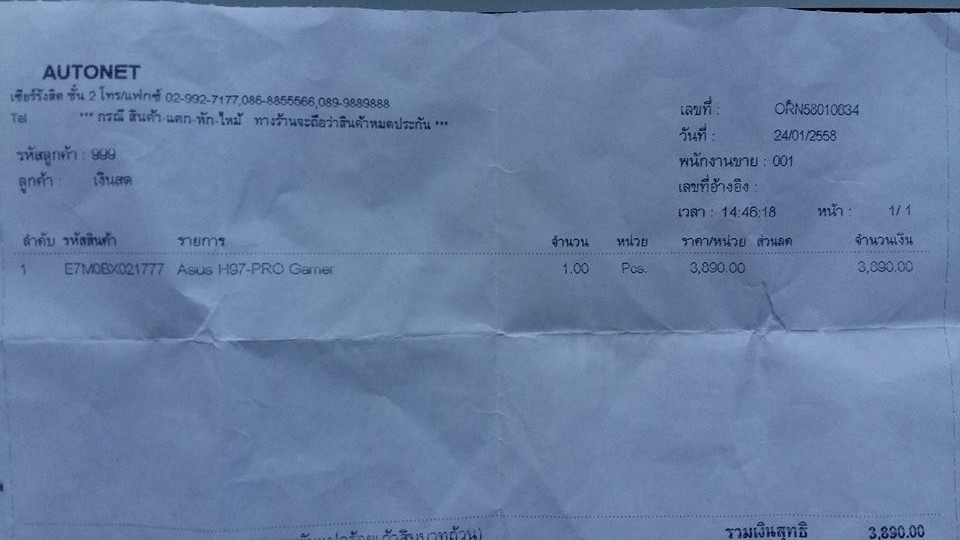 AUTONET
เซียร์รังสิต ชั้น 2 โทร/แฟกซ์ 02-992-7177,086-8855566,089-9889888
Tel *** กรณี สินค้า-แตก-หัก-ไหม้ ทางร้านจะถือว่าสินค้าหมดประกัน ***
รหัสลูกค้า : 999
ลูกค้า : เงินสด
เลขที่ : ORN58010634
วันที่ : 24/01/2558
พนักงานขาย : 001
เลขที่อ้างอิง :
เวลา : 14:46:18 หน้า : 1/ 1
ลำดับ รหัสสินค้า รายการ จำนวน หน่วย ราคา/หน่วย ส่วนลด จำนวนเงิน
1 E7M0BX021777 Asus H97-PRO Gamer 1.00 Pcs. 3,890.00 3,890.00
รวมเงินสุทธิ 3,890.00